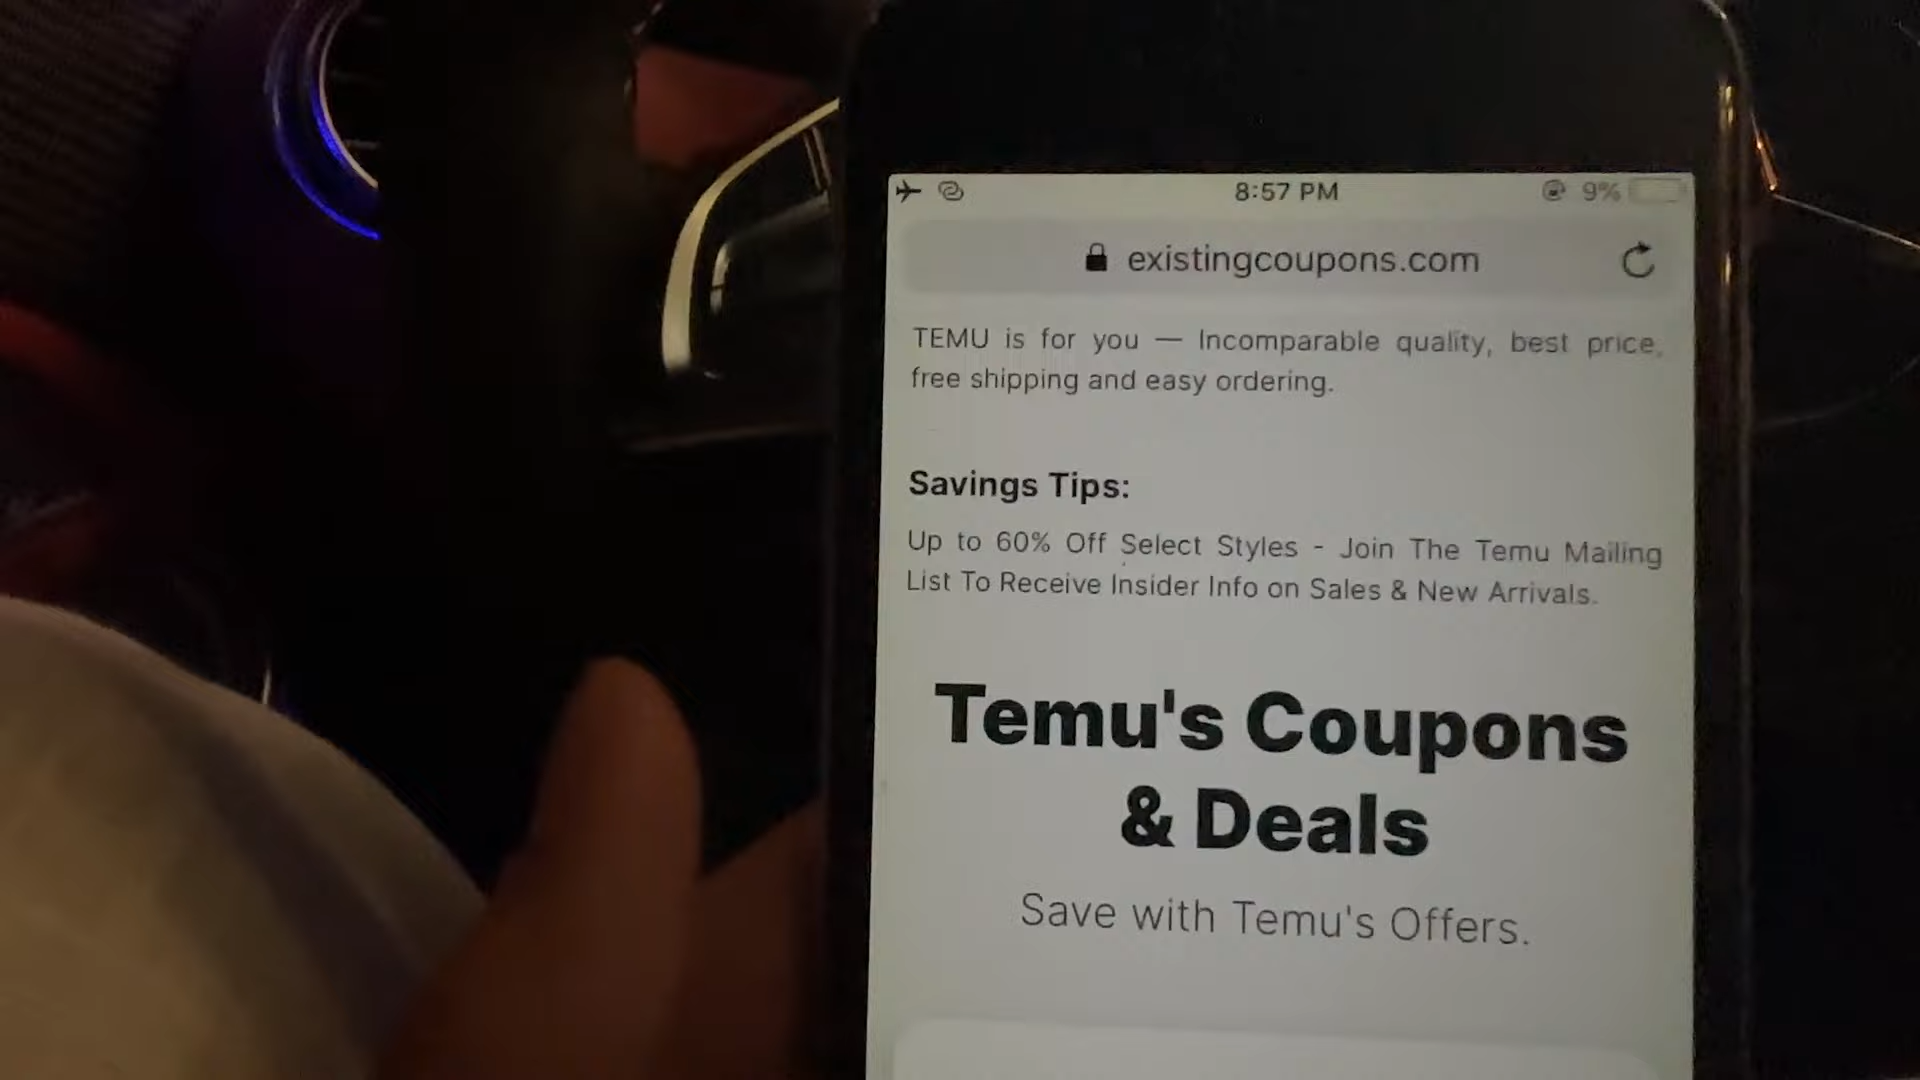 8:57 PM
9%
existingcoupons.com
TEMU is for you — Incomparable quality, best price,
free shipping and easy ordering.
Savings Tips:
Up to 60% Off Select Styles - Join The Temu Mailing
List To Receive Insider Info on Sales & New Arrivals.
Temu's Coupons
& Deals
Save with Temu's Offers.